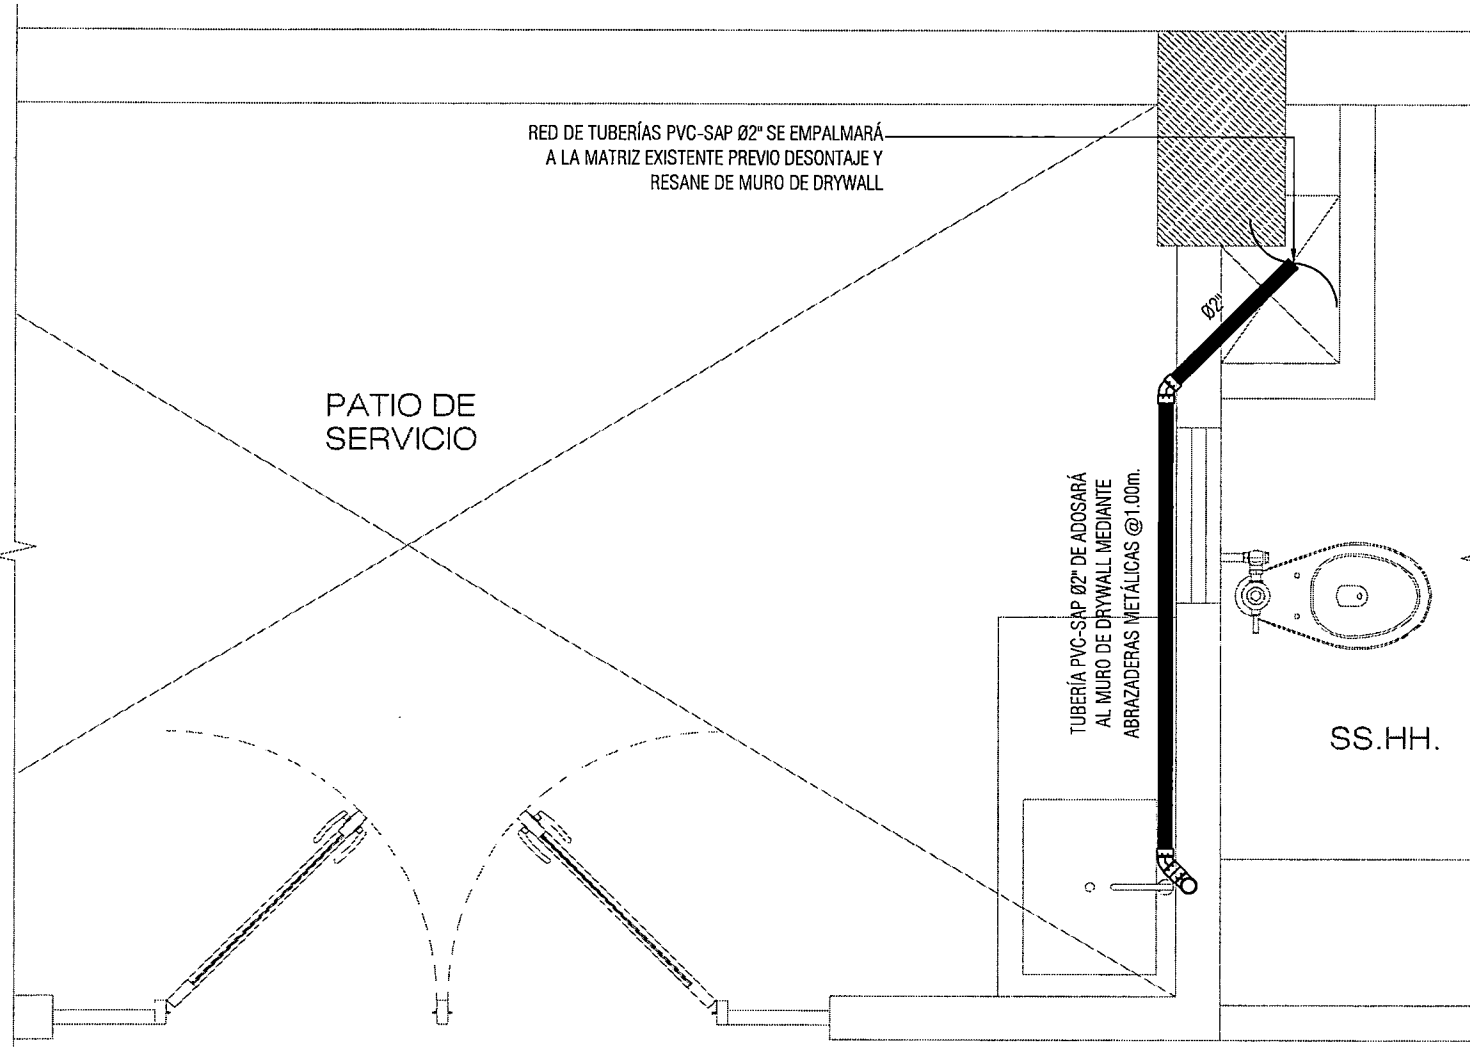 RED DE TUBERÍAS PVC-SAP Ø2" SE EMPALMARÁ
A LA MATRIZ EXISTENTE PREVIO DESONTAJE Y
RESANE DE MURO DE DRYWALL
Ø2"
PATIO DE
SERVICIO
TUBERÍA PVC-SAP Ø2" DE ADOSARÁ
AL MURO DE DRYWALL MEDIANTE
ABRAZADERAS METÁLICAS @1.00m.
SS.HH.